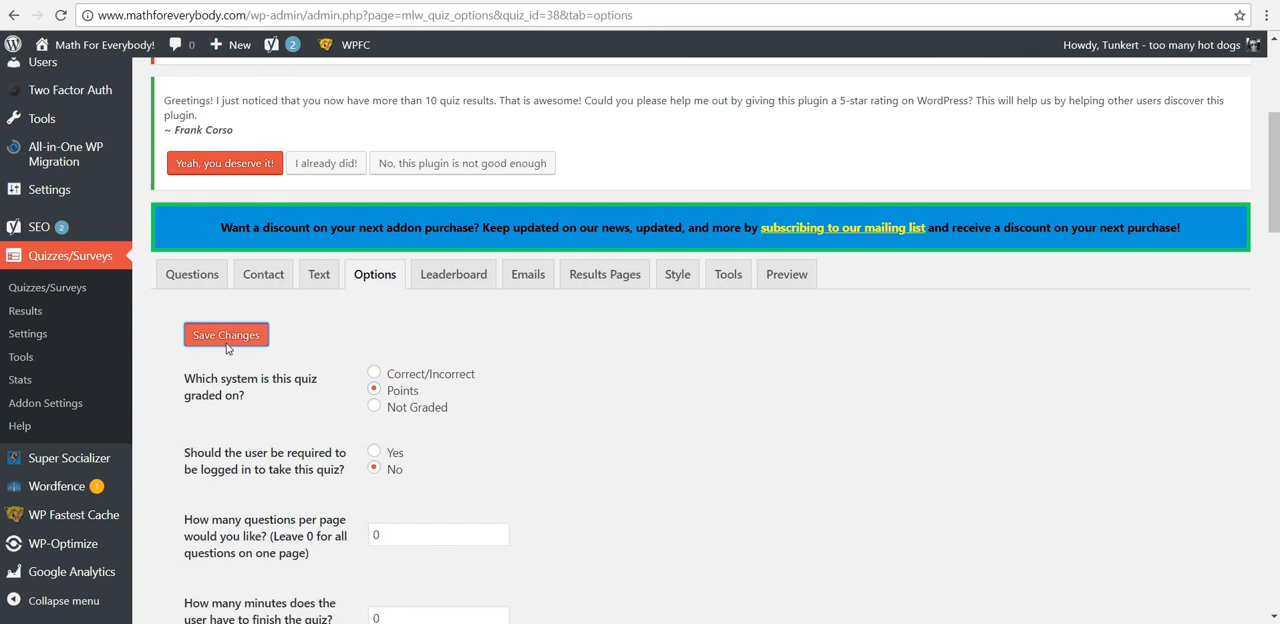 www.mathforeverybody.com/wp-admin/admin.php?page=mlw_quiz_options&quiz_id=38&tab=options
Math For Everybody! 0 New 2 WPFC Howdy, Tunkert - too many hot dogs
Users
Two Factor Auth
Tools
All-in-One WP
Migration
Settings
SEO 2
Quizzes/Surveys
Quizzes/Surveys
Results
Settings
Tools
Stats
Addon Settings
Help
Super Socializer
Wordfence 1
WP Fastest Cache
WP-Optimize
Google Analytics
Collapse menu
Greetings! I just noticed that you now have more than 10 quiz results. That is awesome! Could you please help me out by giving this plugin a 5-star rating on WordPress? This will help us by helping other users discover this
plugin.
~ Frank Corso
Yeah, you deserve it! I already did! No, this plugin is not good enough
Want a discount on your next addon purchase? Keep updated on our news, updated, and more by subscribing to our mailing list and receive a discount on your next purchase!
Questions Contact Text Options Leaderboard Emails Results Pages Style Tools Preview
Save Changes
Which system is this quiz
graded on?
Correct/Incorrect
Points
Not Graded
Should the user be required to
be logged in to take this quiz?
Yes
No
How many questions per page
would you like? (Leave 0 for all
questions on one page)
0
How many minutes does the
user have to finish the quiz?
0